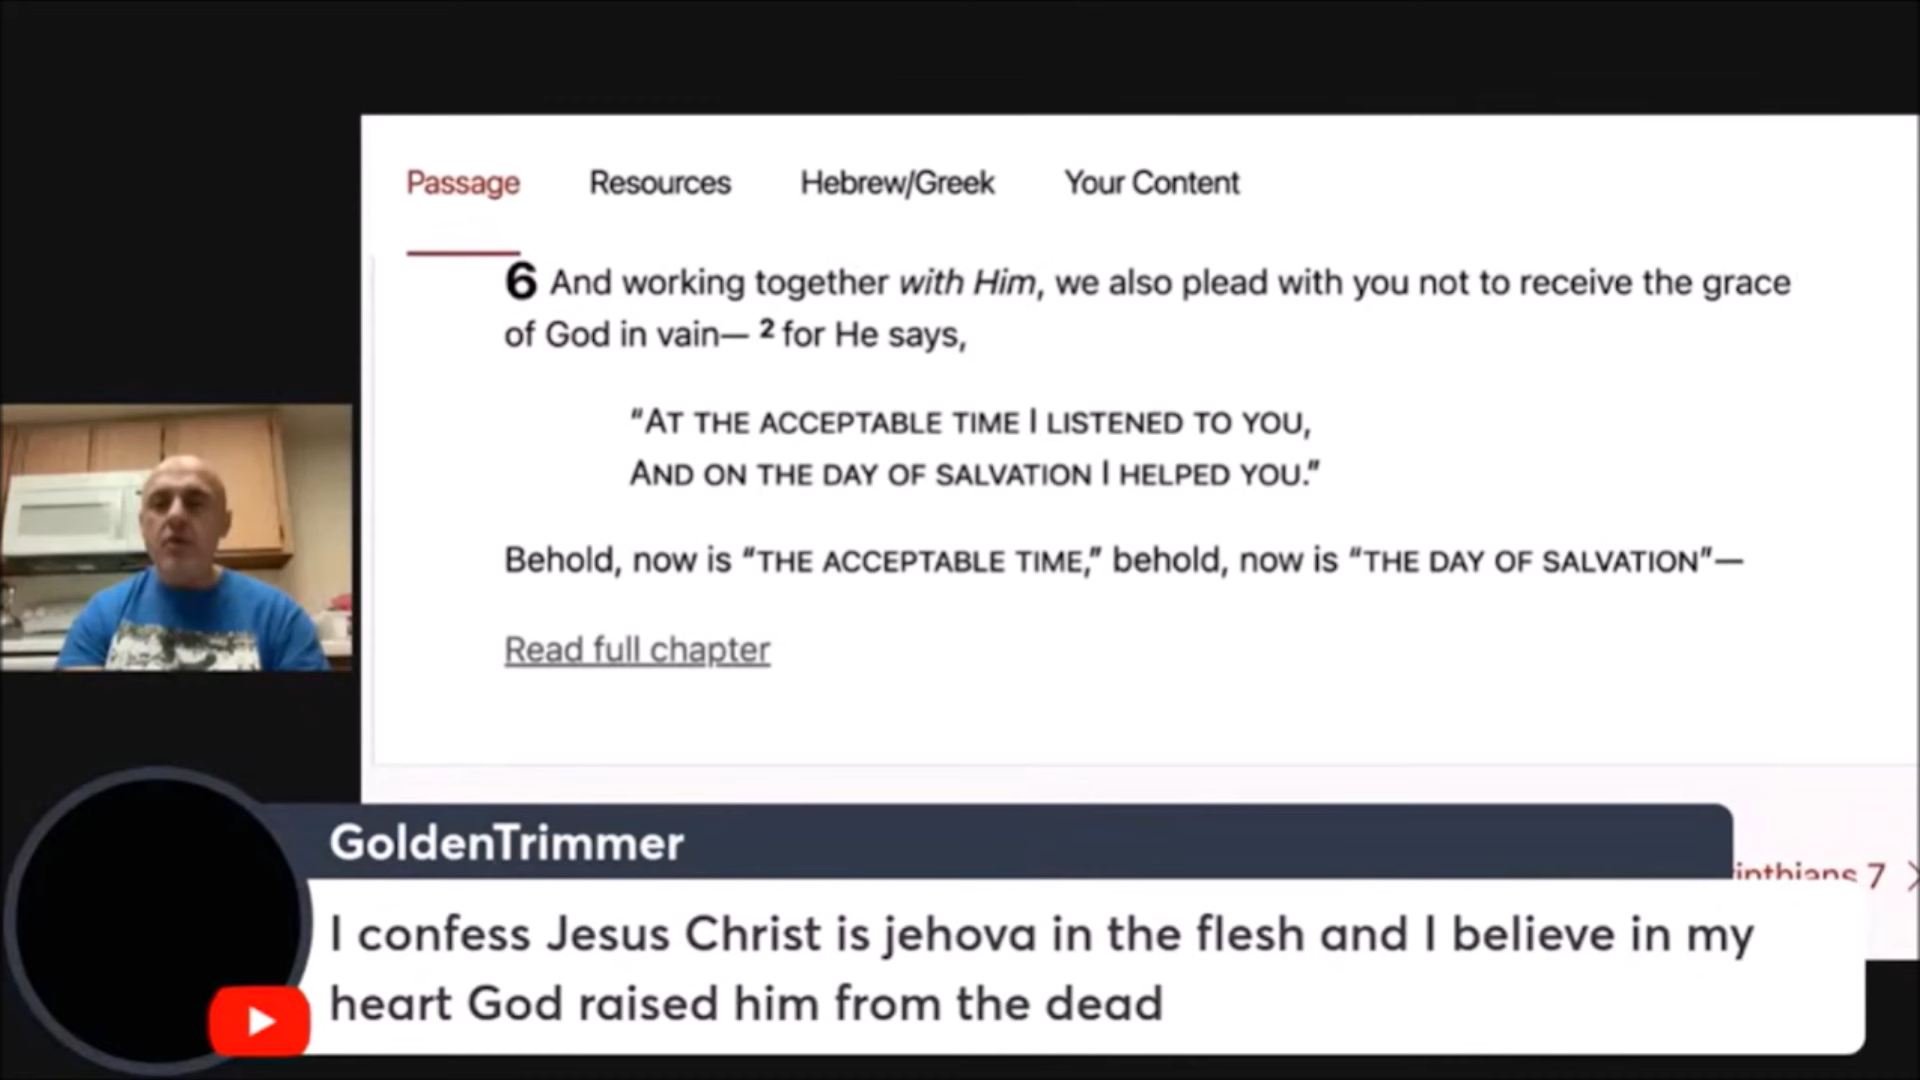 Passage Resources Hebrew/Greek Your Content
6 And working together with Him, we also plead with you not to receive the grace
of God in vain— 2 for He says,
“AT THE ACCEPTABLE TIME I LISTENED TO YOU,
AND ON THE DAY OF SALVATION I HELPED YOU.”
Behold, now is “THE ACCEPTABLE TIME,” behold, now is “THE DAY OF SALVATION”—
Read full chapter
GoldenTrimmer
inthians 7
I confess Jesus Christ is jehova in the flesh and I believe in my
heart God raised him from the dead